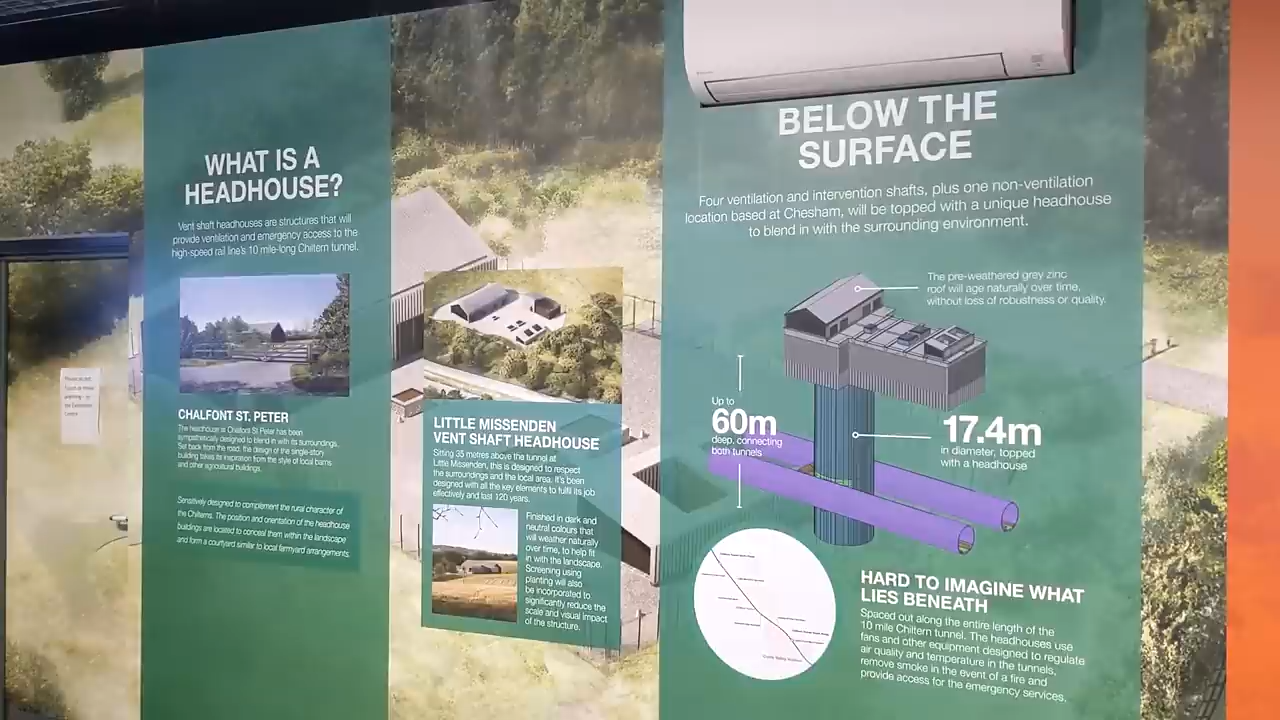 WHAT IS A
HEADHOUSE?
Vent shaft headhouses are structures that will
provide ventilation and emergency access to the
high-speed rail line's 10 mile-long Chiltern tunnel.
CHALFONT ST. PETER
The headhouse at Chalfont St Peter has been
sympathetically designed to blend in with its surroundings.
Set back from the road, the design of the single-story
building takes its inspiration from the style of local barns
and other agricultural buildings.
Sensitively designed to complement the rural character of
the Chilterns. The position and orientation of the headhouse
buildings are located to conceal them within the landscape
and form a courtyard similar to local farmyard arrangements.
LITTLE MISSENDEN
VENT SHAFT HEADHOUSE
Sitting 35 metres above the tunnel at
Little Missenden, this is designed to respect
the surroundings and the local area. It's been
designed with all the key elements to fulfil its job
effectively and last 120 years.
Finished in dark and
neutral colours that
will weather naturally
over time, to help fit
in with the landscape.
Screening using
planting will also
be incorporated to
significantly reduce the
scale and visual impact
of the structure.
BELOW THE
SURFACE
Four ventilation and intervention shafts, plus one non-ventilation
location based at Chesham, will be topped with a unique headhouse
to blend in with the surrounding environment.
The pre-weathered grey zinc
roof will age naturally over time,
without loss of robustness or quality.
Up to
60m
deep, connecting
both tunnels
17.4m
in diameter, topped
with a headhouse
HARD TO IMAGINE WHAT
LIES BENEATH
Spaced out along the entire length of the
10 mile Chiltern tunnel. The headhouses use
fans and other equipment designed to regulate
air quality and temperature in the tunnels,
remove smoke in the event of a fire and
provide access for the emergency services.